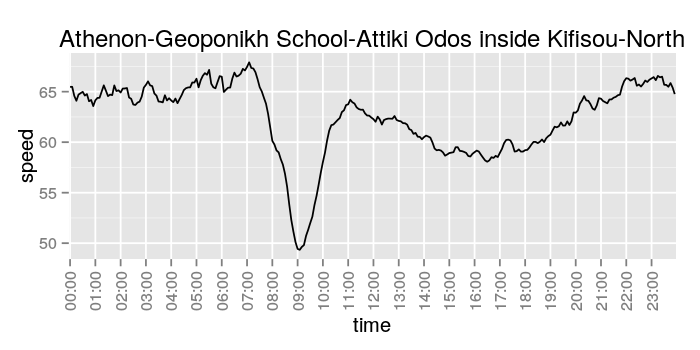 Athenon-Geoponikh School-Attiki Odos inside Kifisou-North
speed
65
60
55
50
00:00 01:00 02:00 03:00 04:00 05:00 06:00 07:00 08:00 09:00 10:00 11:00 12:00 13:00 14:00 15:00 16:00 17:00 18:00 19:00 20:00 21:00 22:00 23:00
time